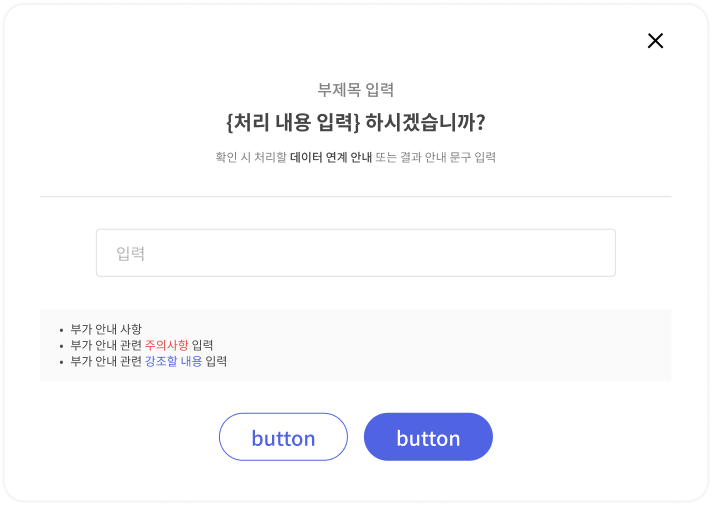 부제목 입력
{처리 내용 입력} 하시겠습니까?
확인 시 처리할 데이터 연계 안내 또는 결과 안내 문구 입력
입력
• 부가 안내 사항
• 부가 안내 관련 주의사항 입력
• 부가 안내 관련 강조할 내용 입력
button
button